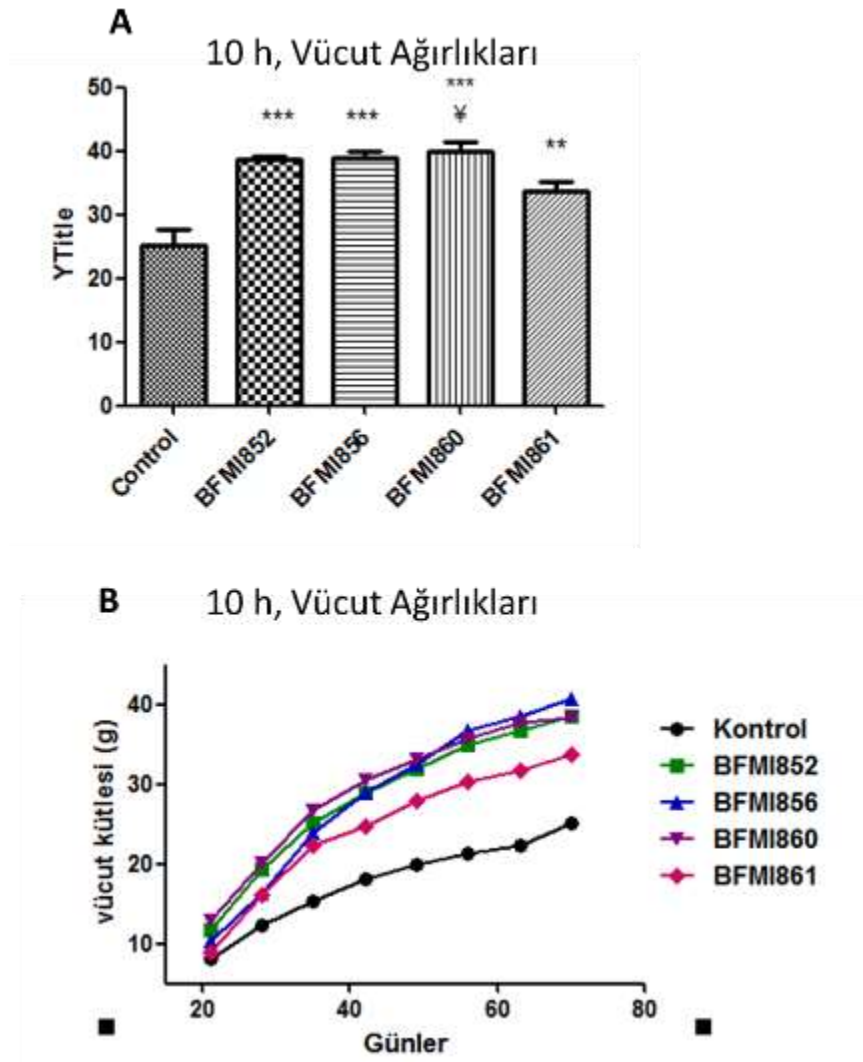 A
10 h, Vücut Ağırlıkları
50
40
30
20
10
0
YTitle
***
***
***
¥
**
Control
BFMI852
BFMI856
BFMI860
BFMI861
B
10 h, Vücut Ağırlıkları
40
30
20
10
vücut kütlesi (g)
20
40
60
80
Günler
Kontrol
BFMI852
BFMI856
BFMI860
BFMI861